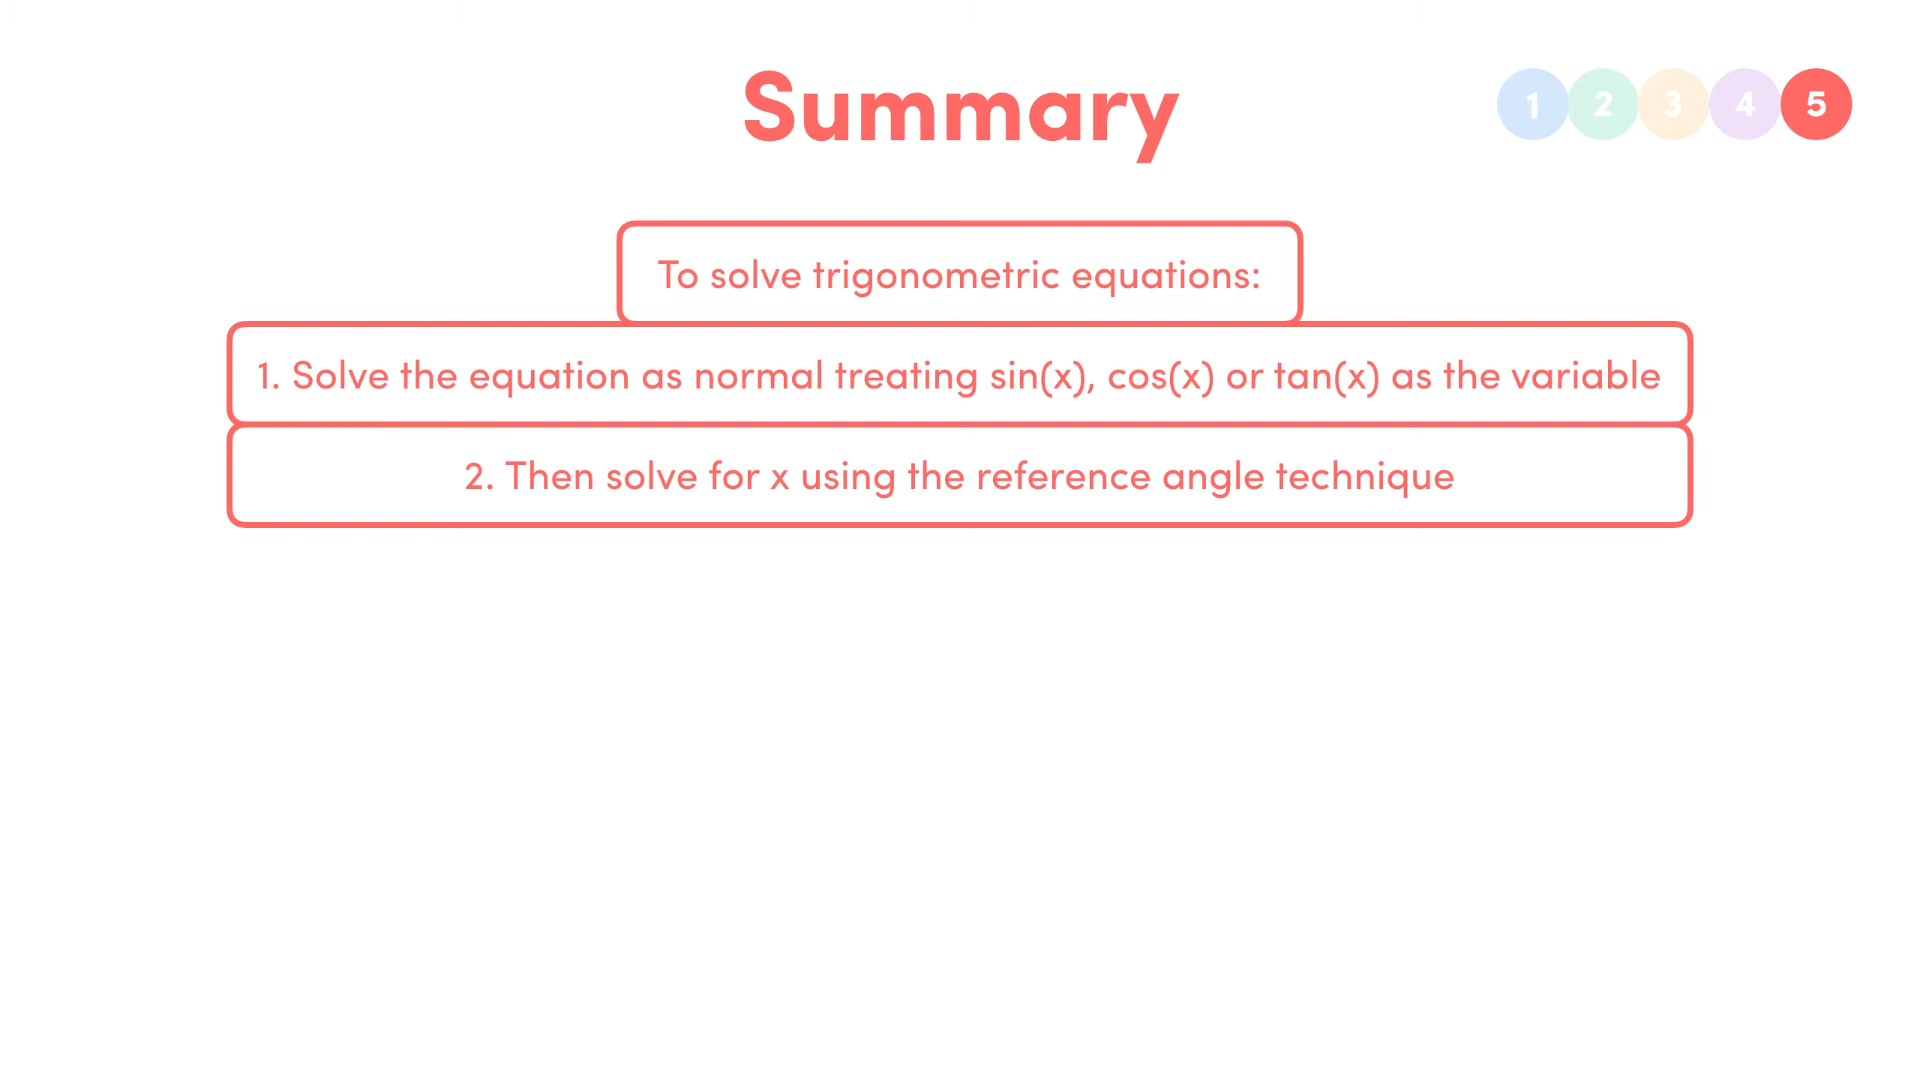 Summary
1 2 3 4 5
To solve trigonometric equations:
1. Solve the equation as normal treating sin(x), cos(x) or tan(x) as the variable
2. Then solve for x using the reference angle technique